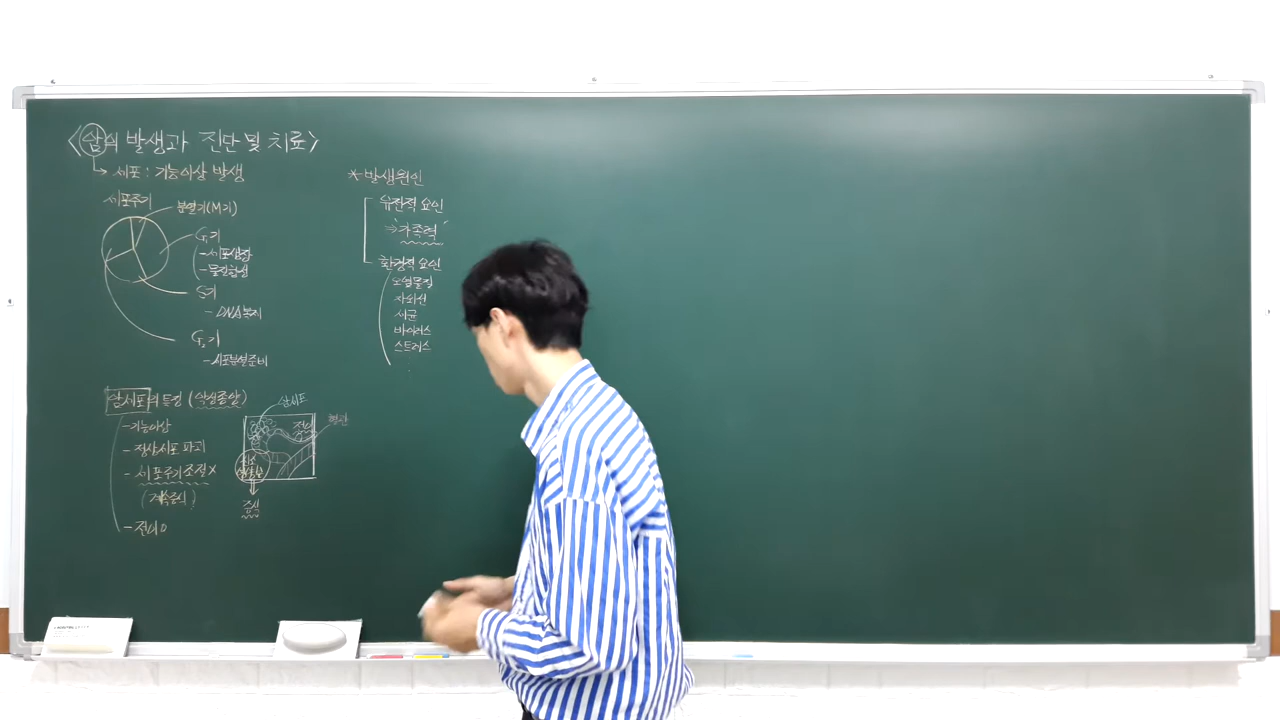 <암의 발생과 진단 및 치료>
→ 세포 : 기능이상 발생
세포주기
분열기(M기)
G₁기
- 세포생장
- 물질합성
S기
- DNA 복제
G₂기
- 세포분열준비
암세포의 특징 (악성종양)
- 기능이상
- 정상세포 파괴
- 세포주기 조절 X
(계속증식)
- 전이 O
암세포
전이
혈관
증식
* 발생원인
유전적 요인
⇒ '가족력'
환경적 요인
오염물질
자외선
세균
바이러스
스트레스